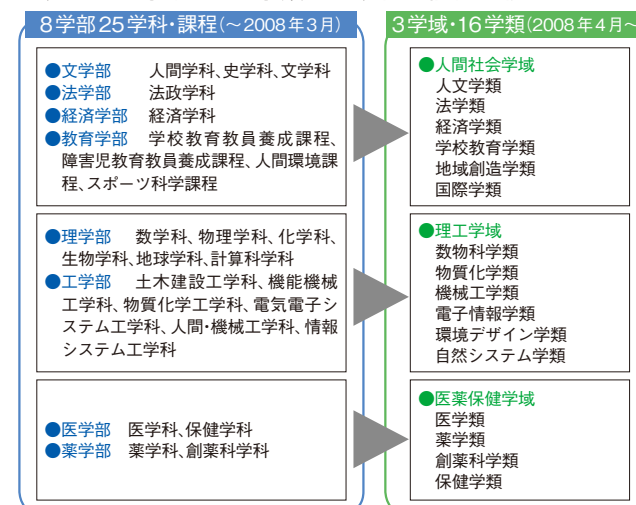 8学部25学科・課程(～2008年3月)
●文学部　人間学科、史学科、文学科
●法学部　法政学科
●経済学部　経済学科
●教育学部　学校教育教員養成課程、
障害児教育教員養成課程、人間環境課
程、スポーツ科学課程
●理学部　数学科、物理学科、化学科、
生物学科、地球学科、計算科学科
●工学部　土木建設工学科、機能機械
工学科、物質化学工学科、電気電子シ
ステム工学科、人間・機械工学科、情報
システム工学科
●医学部　医学科、保健学科
●薬学部　薬学科、創薬科学科
3学域・16学類(2008年4月～
●人間社会学域
人文学類
法学類
経済学類
学校教育学類
地域創造学類
国際学類
●理工学域
数物科学類
物質化学類
機械工学類
電子情報学類
環境デザイン学類
自然システム学類
●医薬保健学域
医学類
薬学類
創薬科学類
保健学類